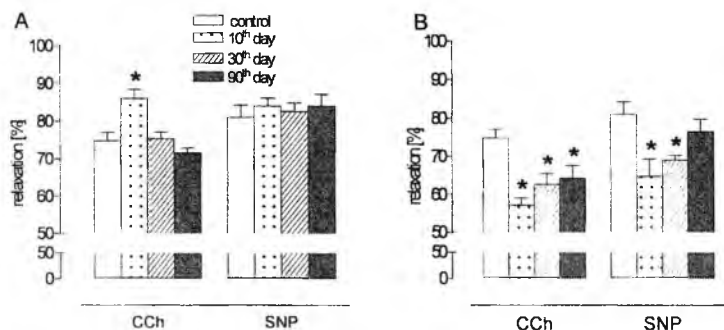 A
control
10th day
30th day
90th day
relaxation [%]
100
90
80
70
60
50
50
0
*
CCh
SNP
B
relaxation [%]
100
90
80
70
60
50
50
0
* * *
* *
CCh
SNP